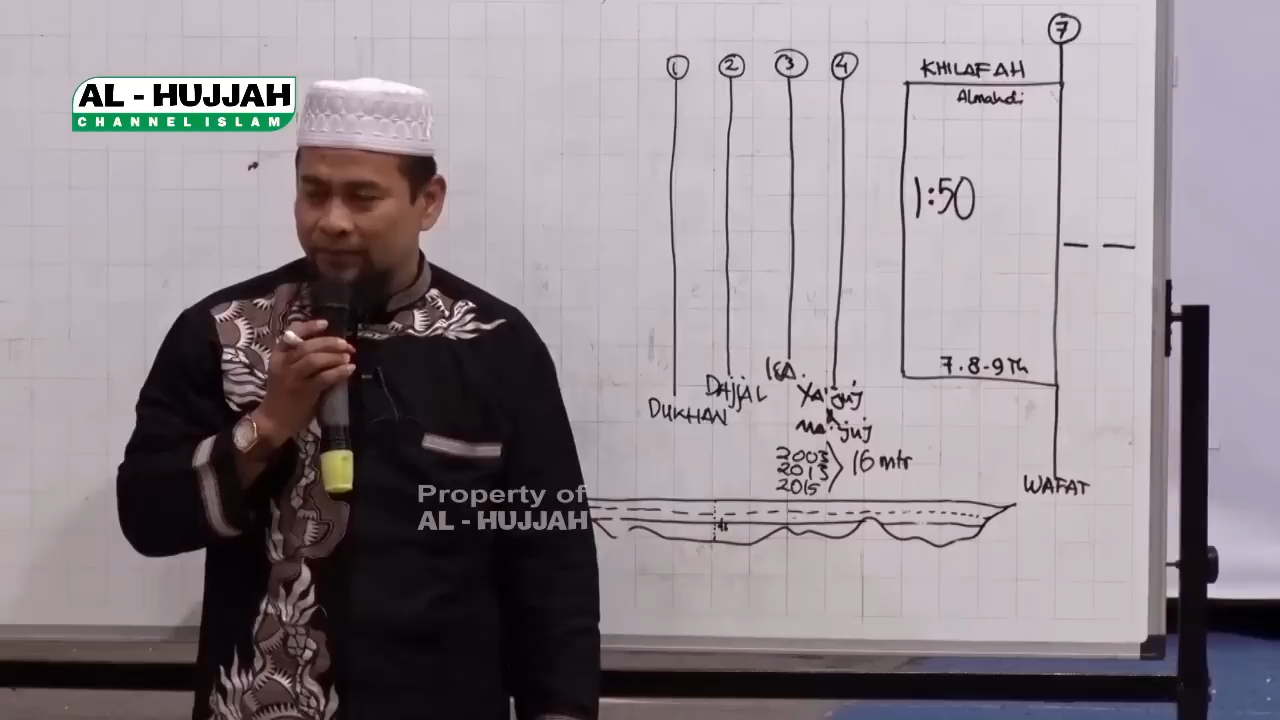 AL - HUJJAH
CHANNEL ISLAM
7
1
2
3
4
KHILAFAH
Almahdi
1:50
7.8-9Th
ISA.
DAJJAL
Ya'juj
DUKHAN
Ma'juj
2003
2013
2015
16 mtr
WAFAT
Property of
AL - HUJJAH